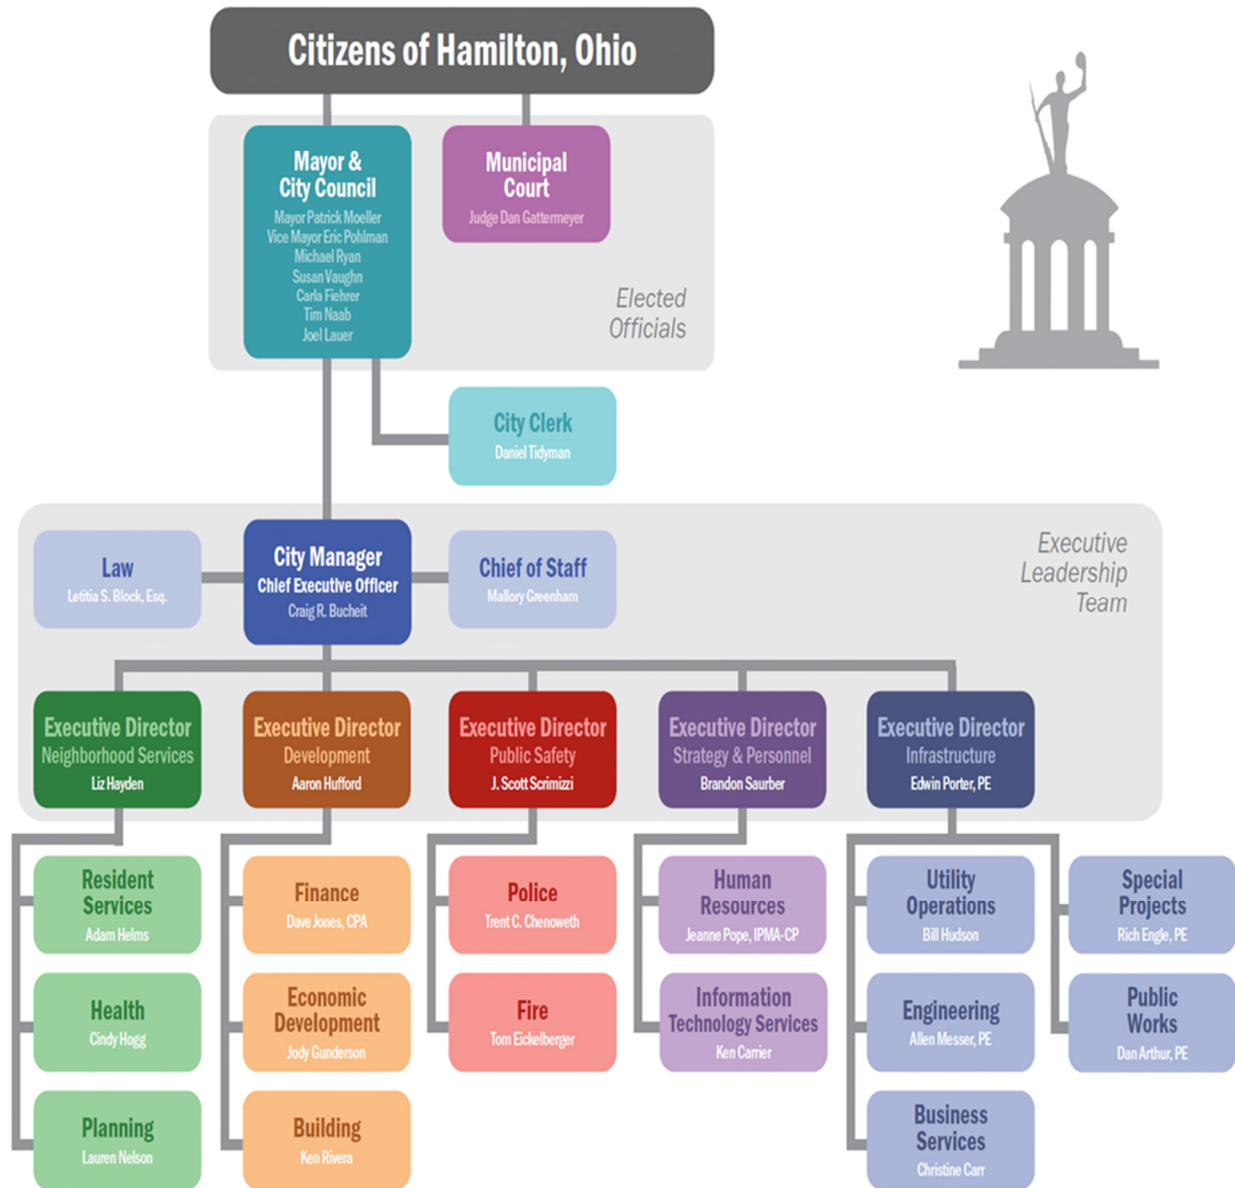 Citizens of Hamilton, Ohio
Mayor &
City Council
Mayor Patrick Moeller
Vice Mayor Eric Pohlman
Michael Ryan
Susan Vaughn
Carla Fiehrer
Tim Naab
Joel Lauer
Municipal
Court
Judge Dan Gattermeyer
Elected
Officials
City Clerk
Daniel Tidyman
Executive
Leadership
Team
Law
Letitia S. Block, Esq.
City Manager
Chief Executive Officer
Craig R. Bucheit
Chief of Staff
Mallory Greenham
Executive Director
Neighborhood Services
Liz Hayden
Executive Director
Development
Aaron Hufford
Executive Director
Public Safety
J. Scott Scrimizzi
Executive Director
Strategy & Personnel
Brandon Saurber
Executive Director
Infrastructure
Edwin Porter, PE
Resident
Services
Adam Helms
Finance
Dave Jones, CPA
Police
Trent C. Chenoweth
Human
Resources
Jeanne Pope, IPMA-CP
Utility
Operations
Bill Hudson
Special
Projects
Rich Engle, PE
Health
Cindy Hogg
Economic
Development
Jody Gunderson
Fire
Tom Eickelberger
Information
Technology Services
Ken Carrier
Engineering
Allen Messer, PE
Public
Works
Dan Arthur, PE
Planning
Lauren Nelson
Building
Ken Rivera
Business
Services
Christine Carr